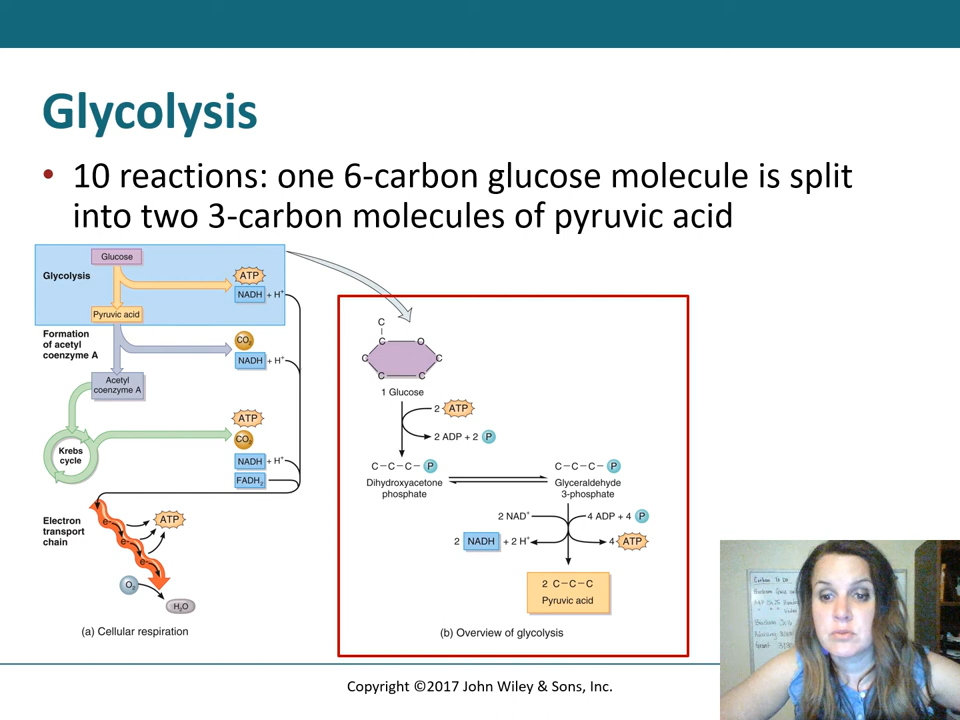 Glycolysis
• 10 reactions: one 6-carbon glucose molecule is split
into two 3-carbon molecules of pyruvic acid
Glucose
Glycolysis
ATP
NADH + H+
Pyruvic acid
Formation
of acetyl
coenzyme A
CO2
NADH + H+
Acetyl
coenzyme A
ATP
CO2
Krebs
cycle
NADH + H+
FADH2
Electron
transport
chain
e-
e-
e-
ATP
O2
H2O
(a) Cellular respiration
C
C
O
C
C
C
C
1 Glucose
2 ATP
2 ADP + 2 P
C–C–C– P
Dihydroxyacetone
phosphate
C–C–C– P
Glyceraldehyde
3-phosphate
2 NAD+
4 ADP + 4 P
2 NADH + 2 H+
4 ATP
2 C–C–C
Pyruvic acid
(b) Overview of glycolysis
Copyright ©2017 John Wiley & Sons, Inc.